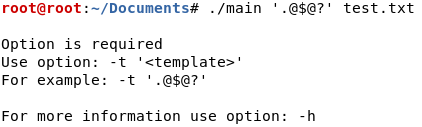 root@root:~/Documents# ./main '.@$@?' test.txt
Option is required
Use option: -t '<template>'
For example: -t '.@$@?'
For more information use option: -h